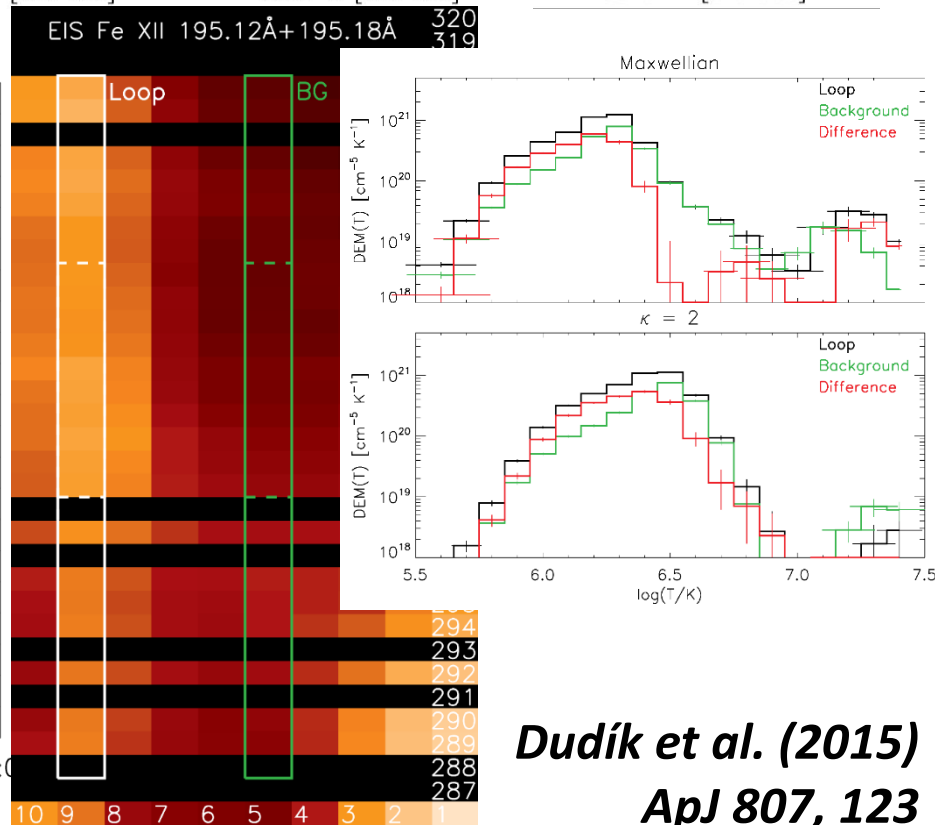 EIS Fe XII 195.12Å+195.18Å
320
319
Loop
BG
294
293
292
291
290
289
288
287
10 9 8 7 6 5 4 3 2 1
Maxwellian
Loop
Background
Difference
DEM(T) [cm⁻⁵ K⁻¹]
10²¹
10²⁰
10¹⁹
10¹⁸
κ = 2
Loop
Background
Difference
DEM(T) [cm⁻⁵ K⁻¹]
10²¹
10²⁰
10¹⁹
10¹⁸
5.5 6.0 6.5 7.0 7.5
log(T/K)
Dudík et al. (2015)
ApJ 807, 123